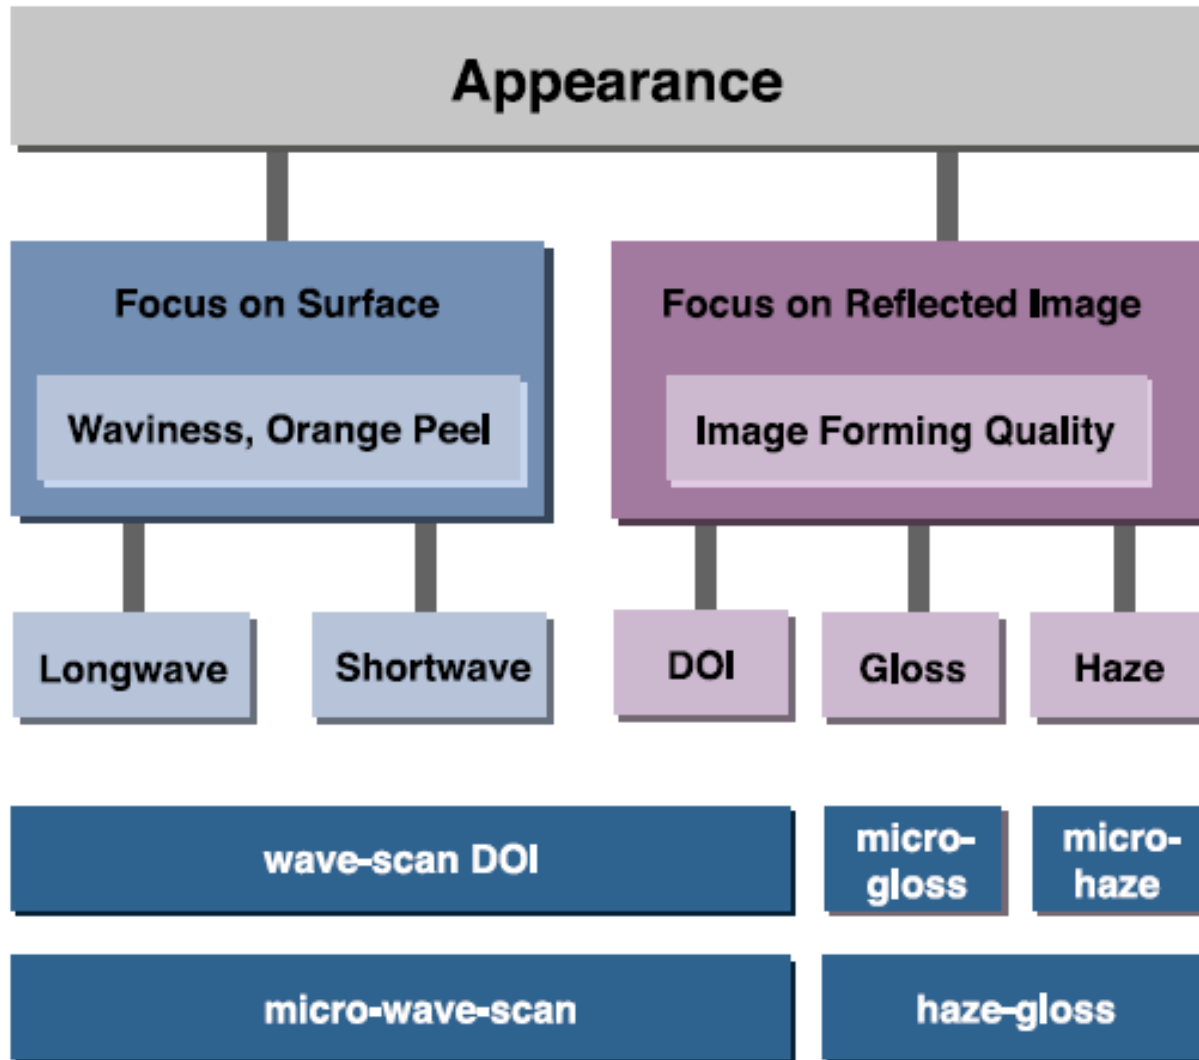 Appearance
Focus on Surface
Focus on Reflected Image
Waviness, Orange Peel
Image Forming Quality
Longwave
Shortwave
DOI
Gloss
Haze
wave-scan DOI
micro-
gloss
micro-
haze
micro-wave-scan
haze-gloss